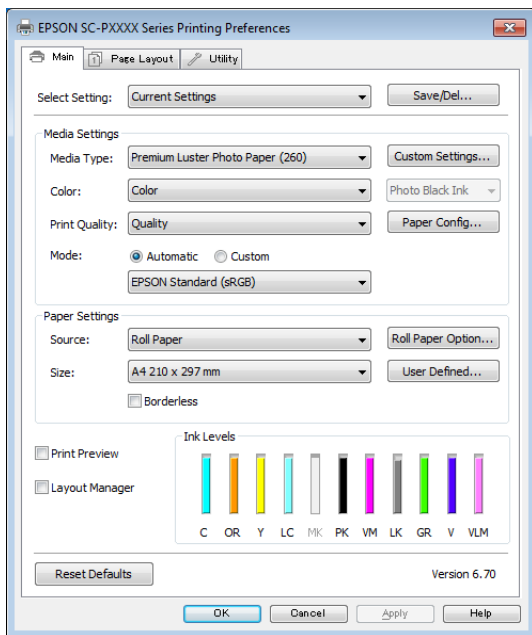 EPSON SC-PXXXX Series Printing Preferences
Main Page Layout Utility
Select Setting: Current Settings Save/Del...
Media Settings
Media Type: Premium Luster Photo Paper (260) Custom Settings...
Color: Color Photo Black Ink
Print Quality: Quality Paper Config...
Mode: Automatic Custom
EPSON Standard (sRGB)
Paper Settings
Source: Roll Paper Roll Paper Option...
Size: A4 210 x 297 mm User Defined...
Borderless
Ink Levels
Print Preview
Layout Manager
C OR Y LC MK PK VM LK GR V VLM
Reset Defaults Version 6.70
OK Cancel Apply Help